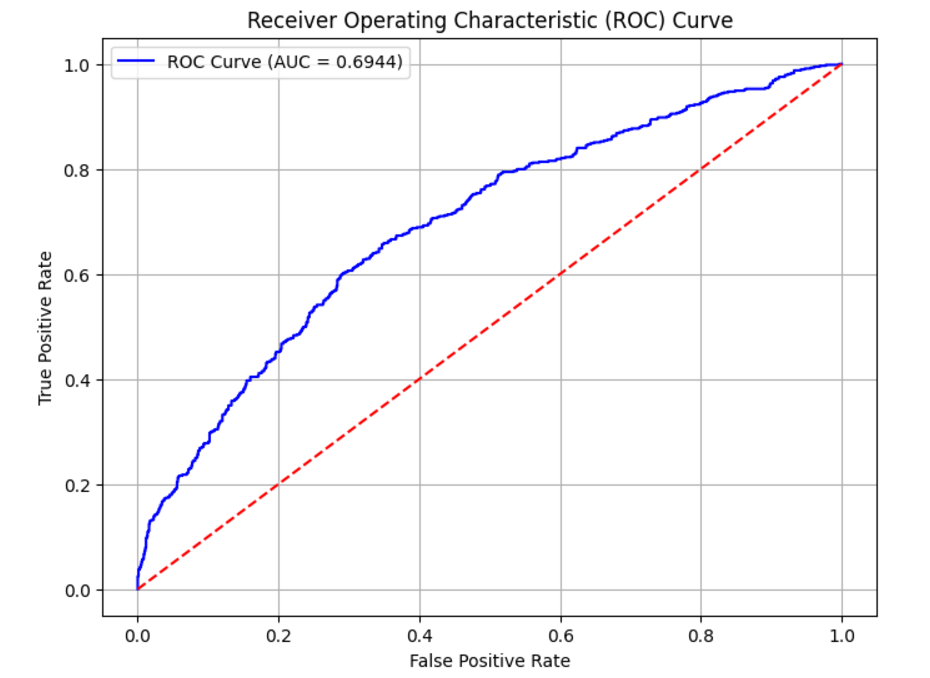 Receiver Operating Characteristic (ROC) Curve
ROC Curve (AUC = 0.6944)
1.0
0.8
0.6
0.4
0.2
0.0
True Positive Rate
0.0 0.2 0.4 0.6 0.8 1.0
False Positive Rate